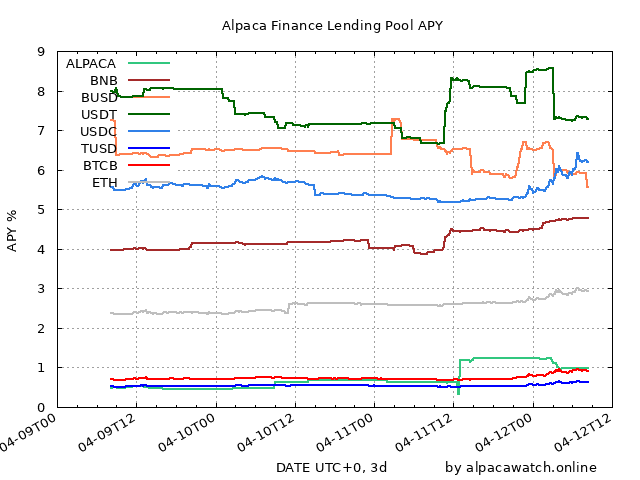 Alpaca Finance Lending Pool APY
9
8
7
6
5
4
3
2
1
0
APY %
ALPACA
BNB
BUSD
USDT
USDC
TUSD
BTCB
ETH
04-09T00
04-09T12
04-10T00
04-10T12
04-11T00
04-11T12
04-12T00
04-12T12
DATE UTC+0, 3d
by alpacawatch.online